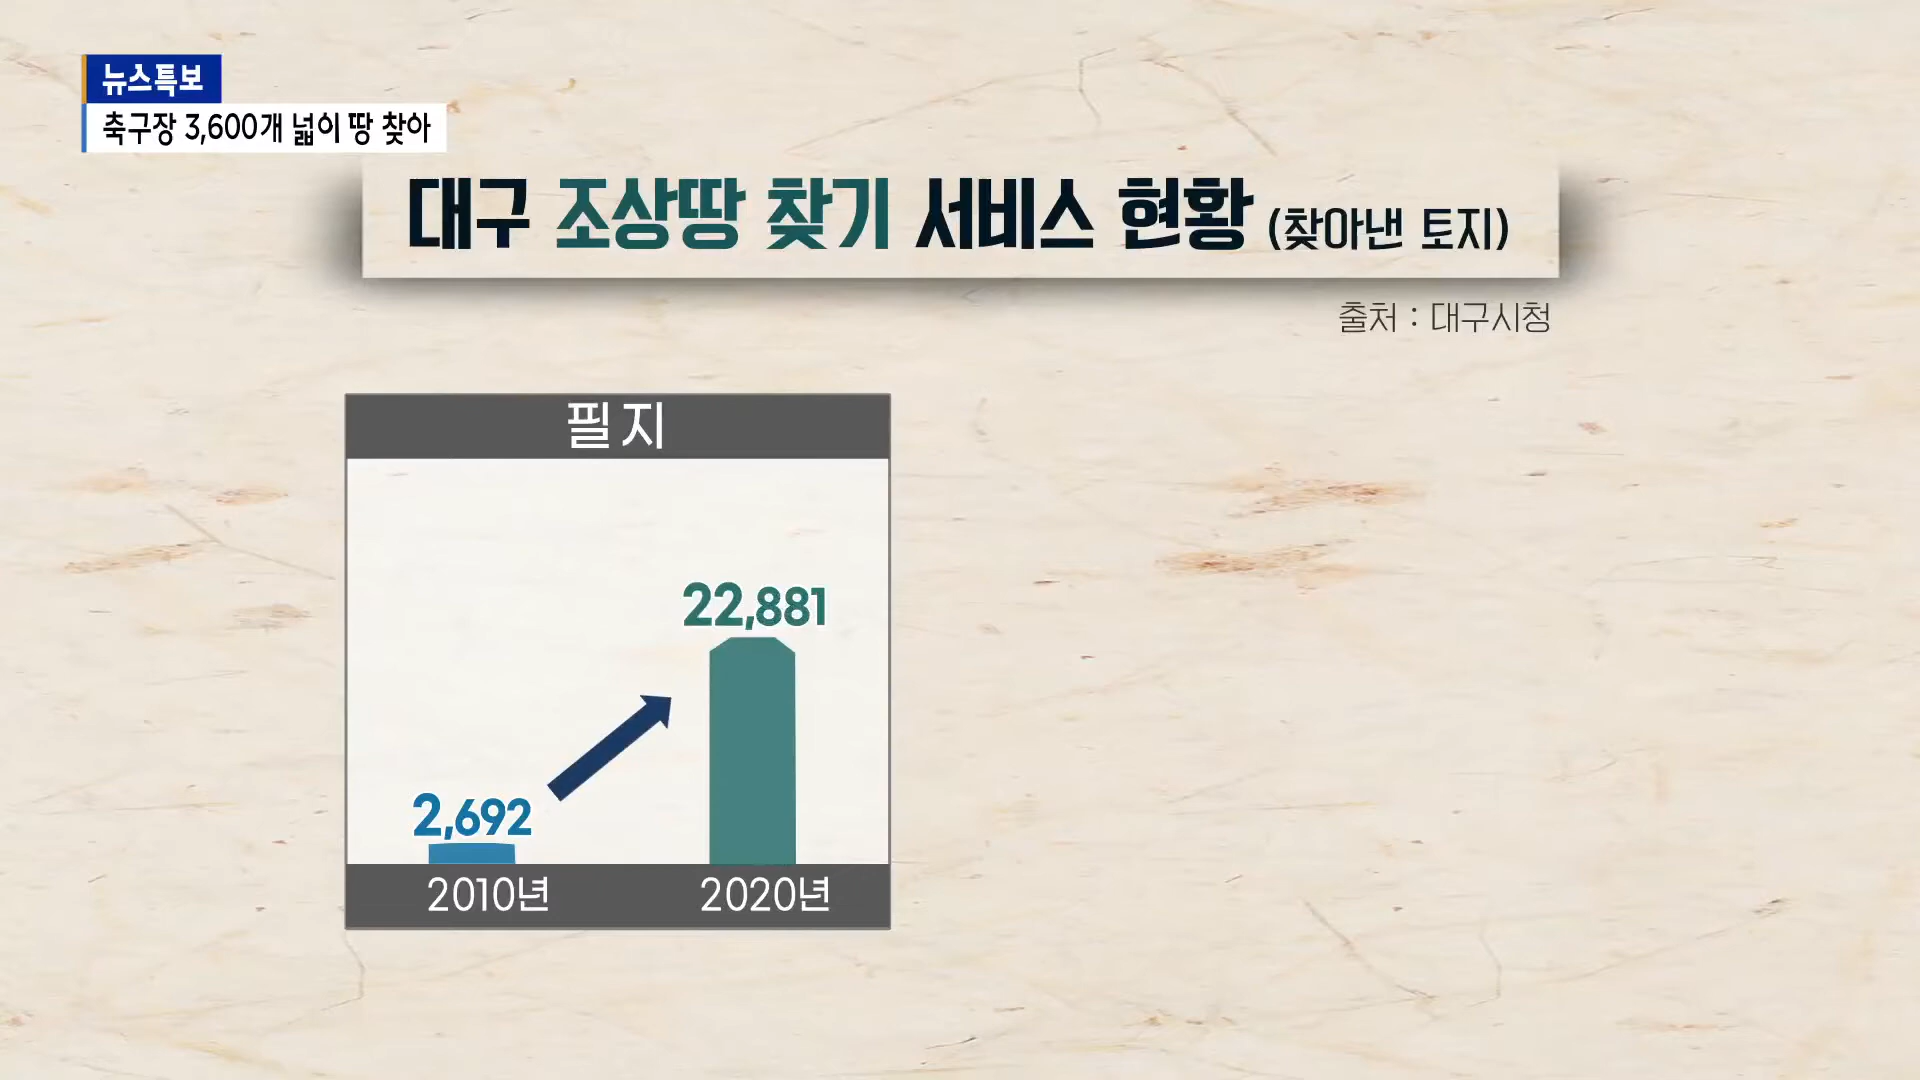 뉴스특보
축구장 3,600개 넓이 땅 찾아
대구 조상땅 찾기 서비스 현황 (찾아낸 토지)
출처 : 대구시청
필지
22,881
2,692
2010년 2020년